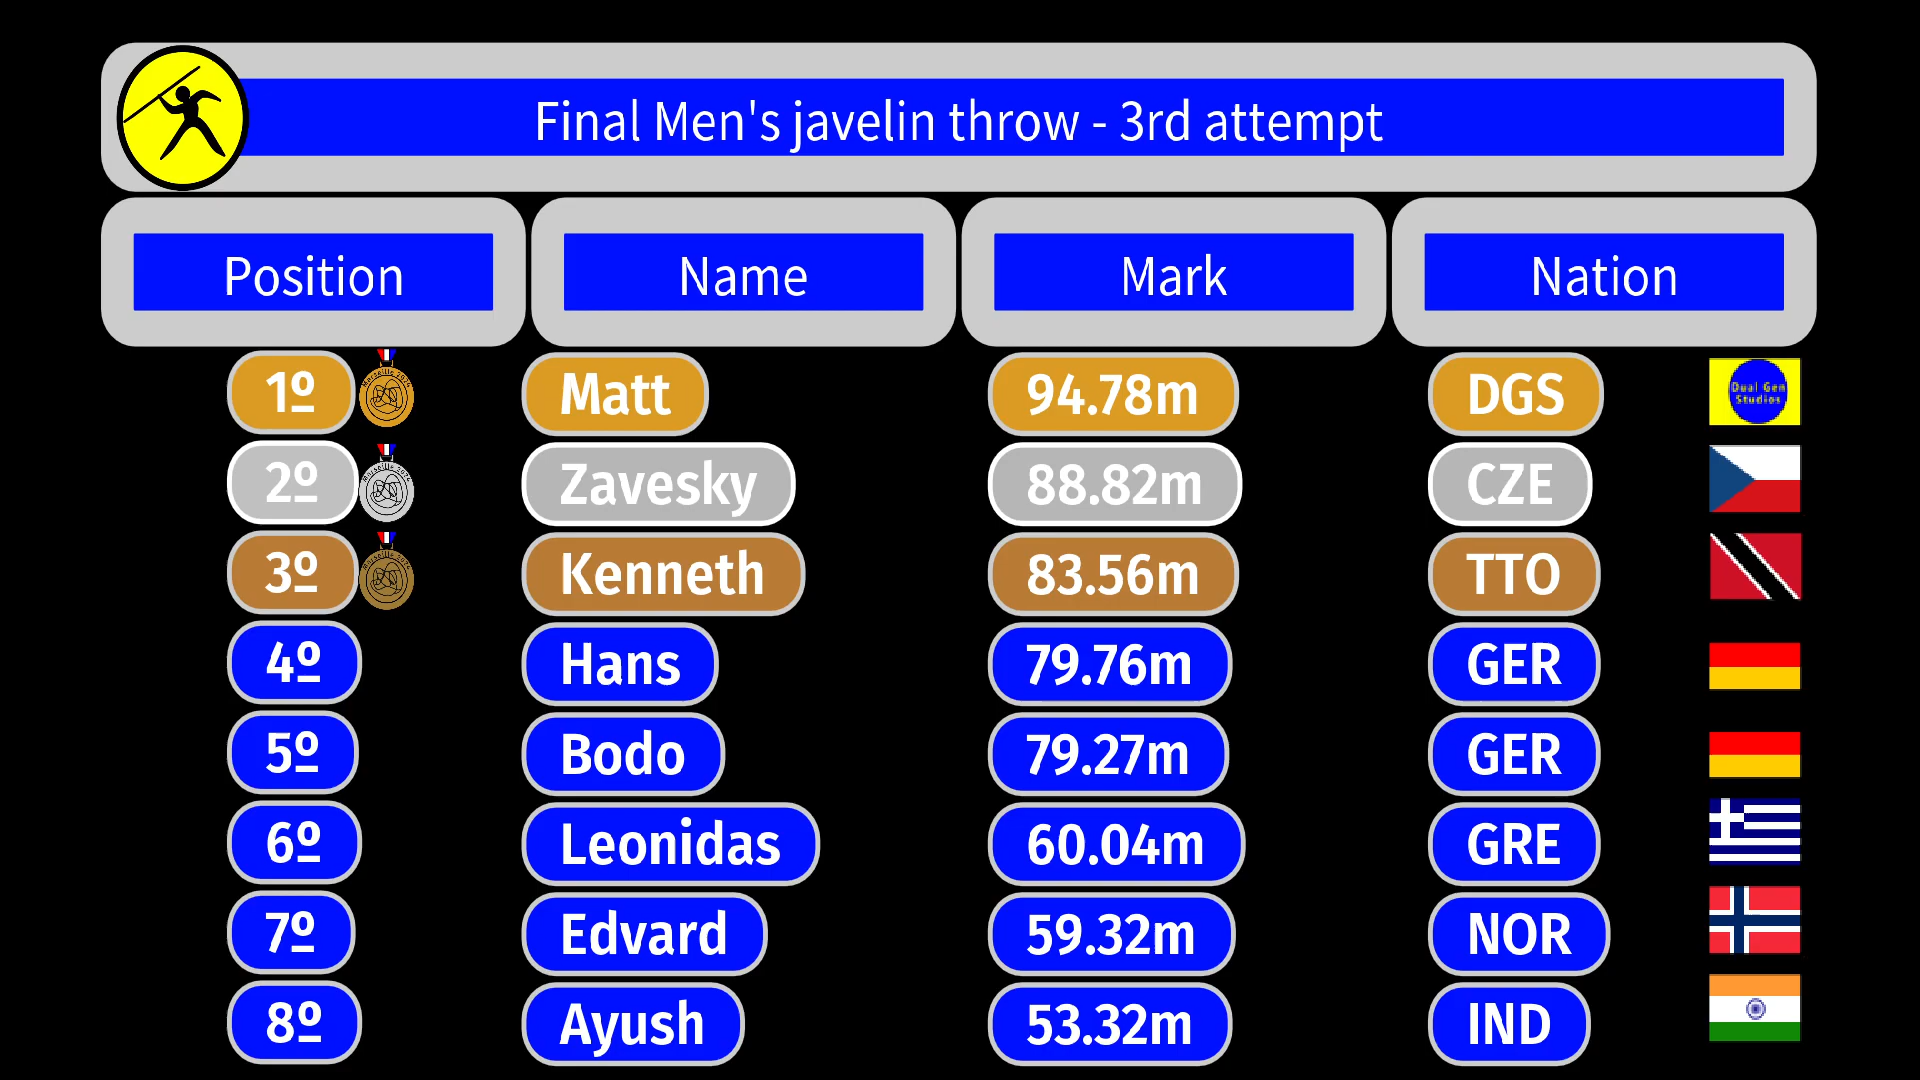 Final Men's javelin throw - 3rd attempt
Position Name Mark Nation
1º Matt 94.78m DGS Dual Gen Studios
2º Zavesky 88.82m CZE
3º Kenneth 83.56m TTO
4º Hans 79.76m GER
5º Bodo 79.27m GER
6º Leonidas 60.04m GRE
7º Edvard 59.32m NOR
8º Ayush 53.32m IND